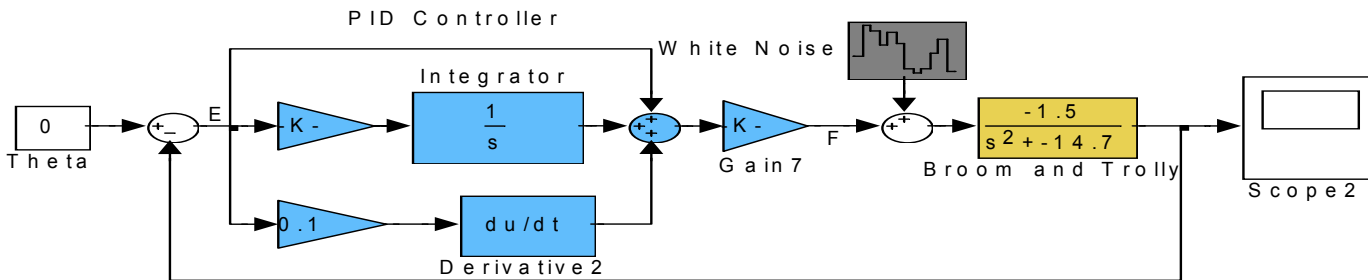 PID Controller
White Noise
Integrator
0
+
–
E
- K -
1
s
+
+
+
- K -
F
+
+
-1.5
s2+-14.7
Theta
Gain7
Broom and Trolly
Scope2
0.1
du/dt
Derivative2